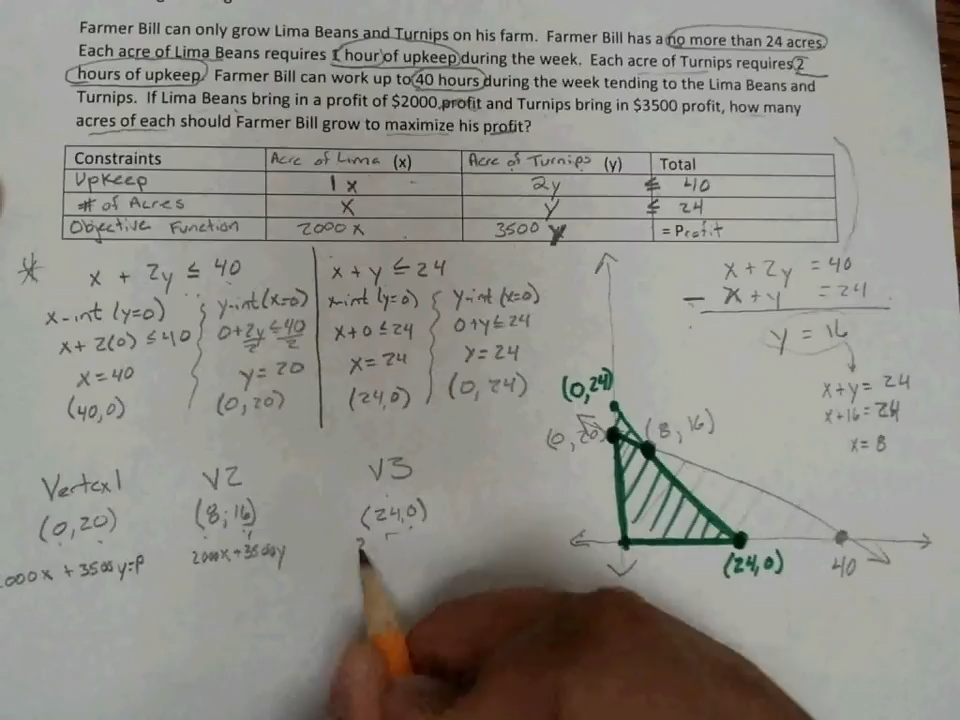 Farmer Bill can only grow Lima Beans and Turnips on his farm. Farmer Bill has a no more than 24 acres.
Each acre of Lima Beans requires 1 hour of upkeep during the week. Each acre of Turnips requires 2
hours of upkeep. Farmer Bill can work up to 40 hours during the week tending to the Lima Beans and
Turnips. If Lima Beans bring in a profit of $2000 profit and Turnips bring in $3500 profit, how many
acres of each should Farmer Bill grow to maximize his profit?
Constraints Acre of Lima (x) Acre of Turnips (y) Total
Upkeep 1x 2y ≤ 40
# of Acres x y ≤ 24
Objective Function 2000x 3500y = Profit
* x + 2y ≤ 40
x-int (y=0)
x + 2(0) ≤ 40
x = 40
(40,0)
y-int (x=0)
0+2y ≤ 40
2 2
y = 20
(0,20)
x + y ≤ 24
x-int (y=0)
x+0 ≤ 24
x = 24
(24,0)
y-int (x=0)
0+y ≤ 24
y = 24
(0,24)
x + 2y = 40
- x + y = 24
y = 16
x+y = 24
x+16 = 24
x = 8
(0,24)
(0,20)
(8,16)
(24,0)
40
Vertex 1
(0,20)
000x + 3500y=P
V2
(8,16)
2000x+3500y
V3
(24,0)